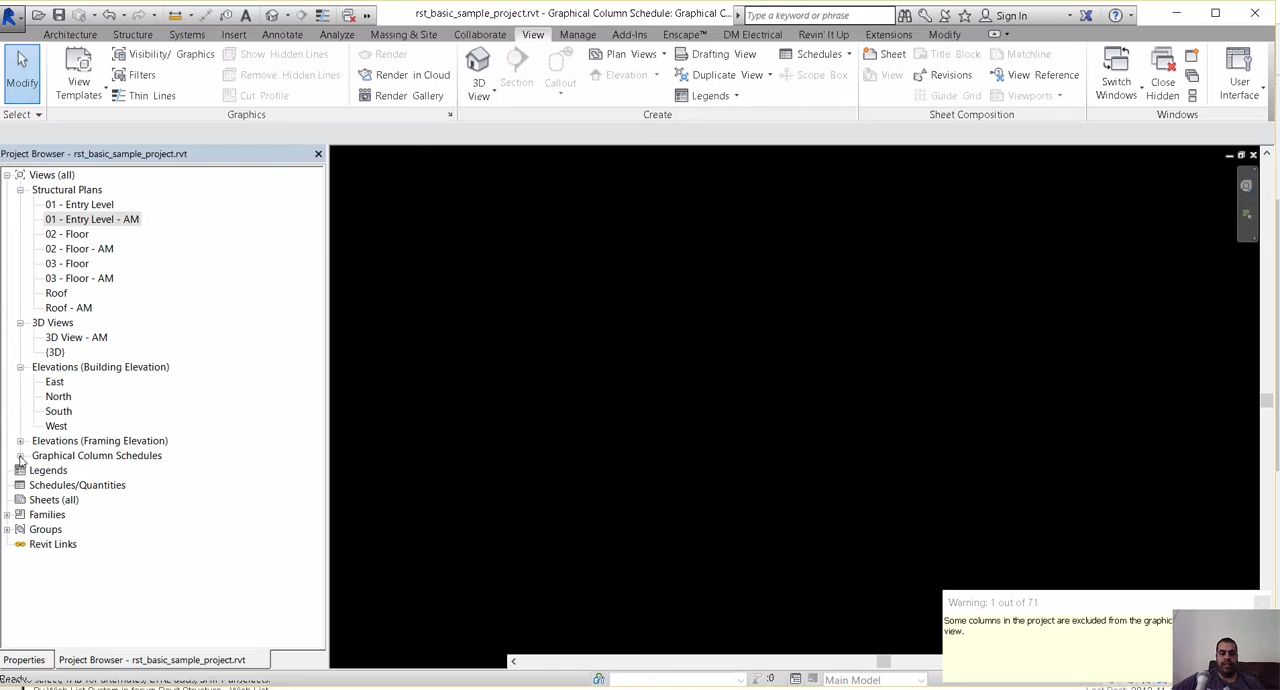 rst_basic_sample_project.rvt - Graphical Column Schedule: Graphical C...
Type a keyword or phrase
Sign In
Architecture Structure Systems Insert Annotate Analyze Massing & Site Collaborate View Manage Add-Ins Enscape™ DM Electrical Revin' It Up Extensions Modify
Modify
View
Templates
Visibility/ Graphics
Filters
Thin Lines
Show Hidden Lines
Remove Hidden Lines
Cut Profile
Render
Render in Cloud
Render Gallery
3D
View
Section
Callout
Plan Views
Elevation
Drafting View
Duplicate View
Legends
Schedules
Scope Box
Sheet
View
Title Block
Revisions
Guide Grid
Matchline
View Reference
Viewports
Switch
Windows
Close
Hidden
User
Interface
Select
Graphics
Create
Sheet Composition
Windows
Project Browser - rst_basic_sample_project.rvt
Views (all)
Structural Plans
01 - Entry Level
01 - Entry Level - AM
02 - Floor
02 - Floor - AM
03 - Floor
03 - Floor - AM
Roof
Roof - AM
3D Views
3D View - AM
{3D}
Elevations (Building Elevation)
East
North
South
West
Elevations (Framing Elevation)
Graphical Column Schedules
Legends
Schedules/Quantities
Sheets (all)
Families
Groups
Revit Links
Warning: 1 out of 71
Some columns in the project are excluded from the graphic
view.
Properties
Project Browser - rst_basic_sample_project.rvt
:0
Main Model